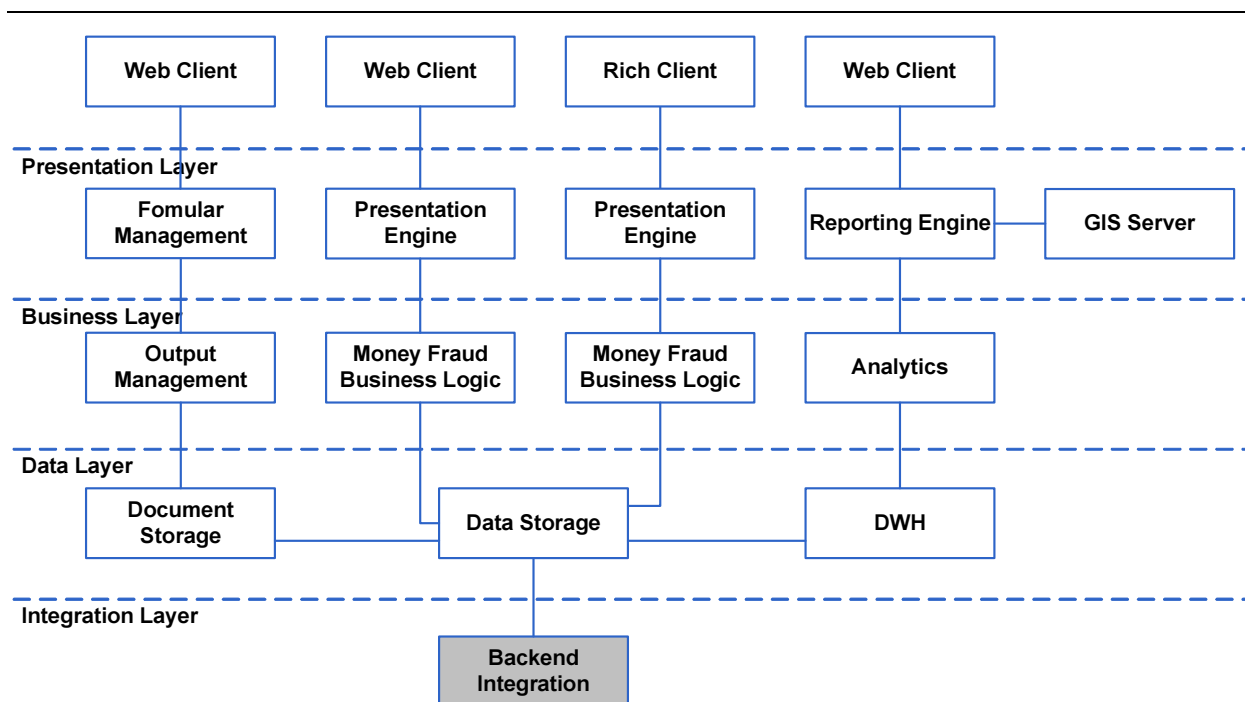 Web Client
Web Client
Rich Client
Web Client
Presentation Layer
Fomular
Management
Presentation
Engine
Presentation
Engine
Reporting Engine
GIS Server
Business Layer
Output
Management
Money Fraud
Business Logic
Money Fraud
Business Logic
Analytics
Data Layer
Document
Storage
Data Storage
DWH
Integration Layer
Backend
Integration